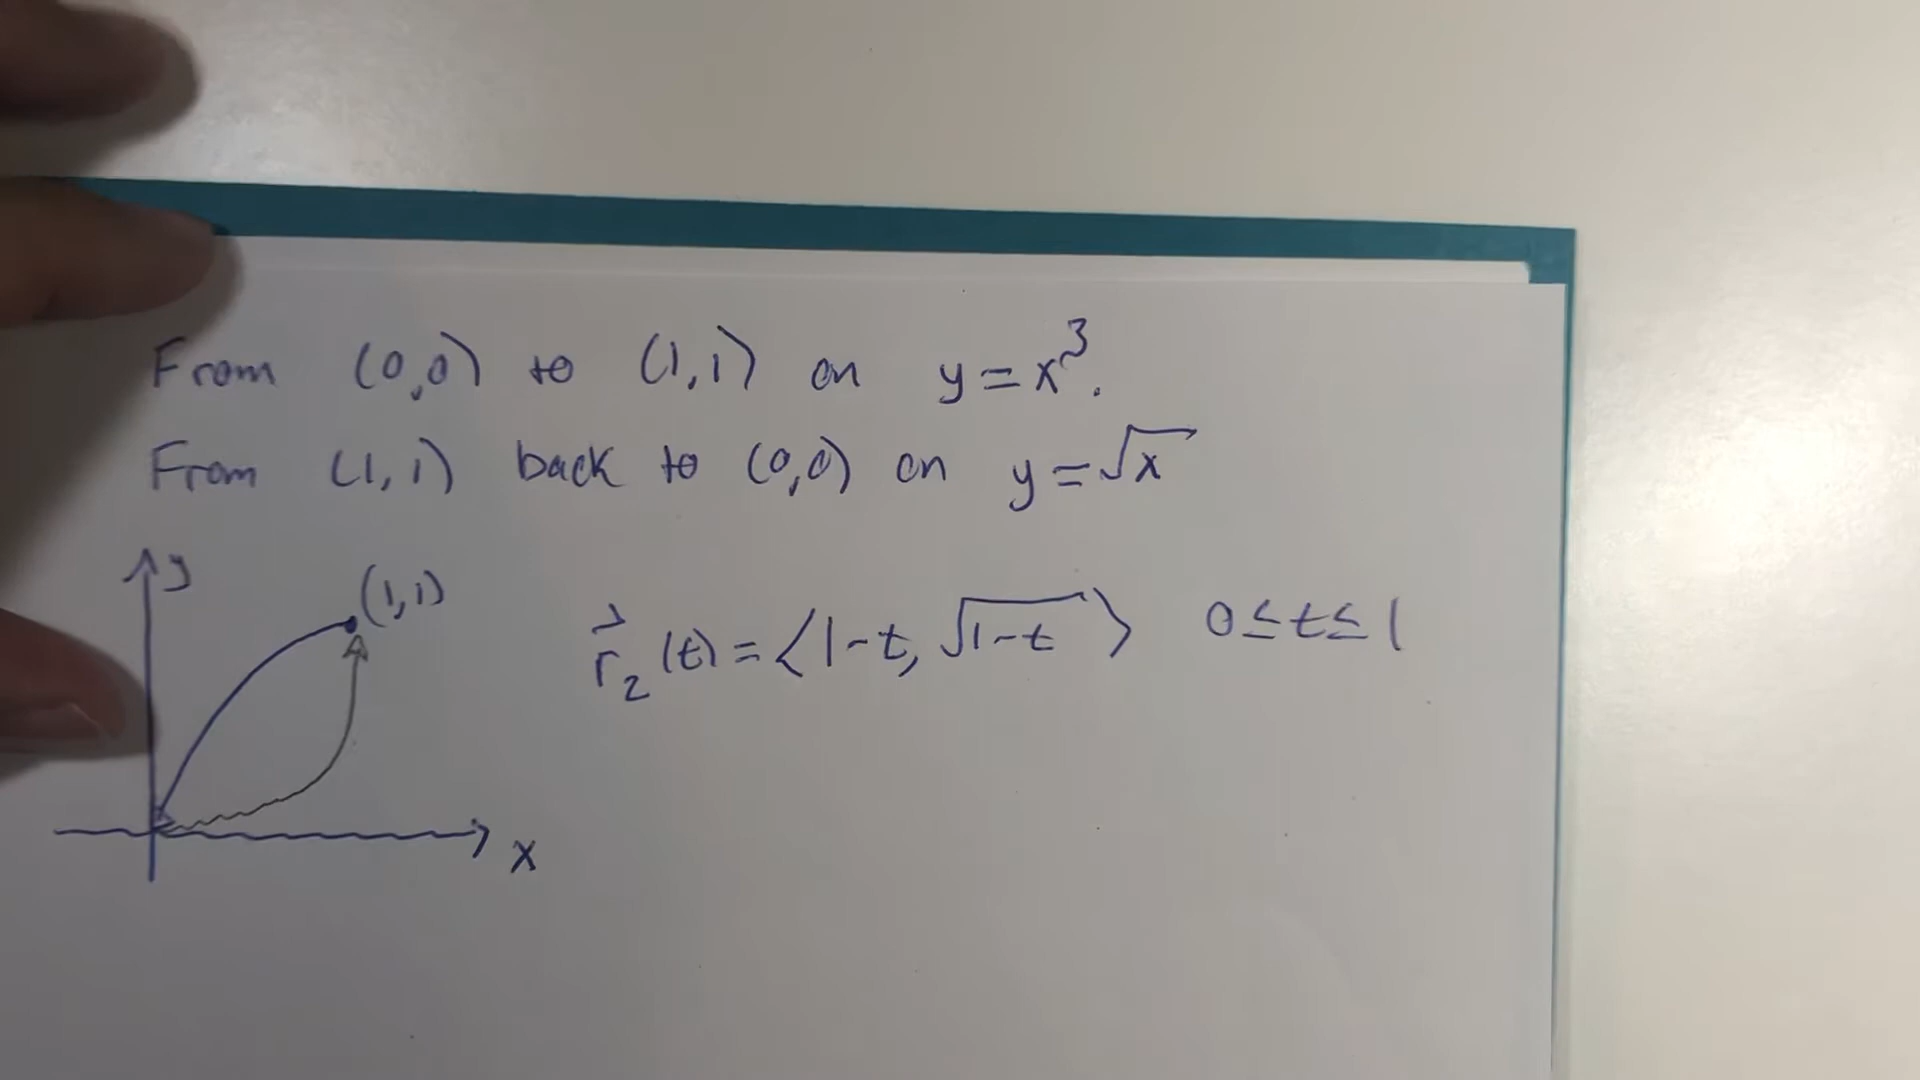 From (0,0) to (1,1) on y=x³.
From (1,1) back to (0,0) on y=√x
y
(1,1)
r⃗₂(t)=⟨1-t, √(1-t)⟩ 0≤t≤1
x